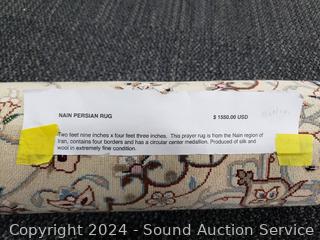 NAIN PERSIAN RUG $ 1550.00 USD
Two feet nine inches x four feet three inches. This prayer rug is from the Nain region of
Iran, contains four borders and has a circular center medallion. Produced of silk and
wool in extremely fine condition.
Copyright 2024 - Sound Auction Service